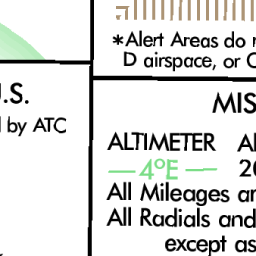 *Alert Areas do
D airspace, or
.S.
by ATC
MIS
ALTIMETER
4°E
All Mileages
All Radials and
except as